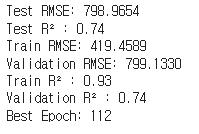 Test RMSE: 798.9654
Test R² : 0.74
Train RMSE: 419.4589
Validation RMSE: 799.1330
Train R² : 0.93
Validation R² : 0.74
Best Epoch: 112